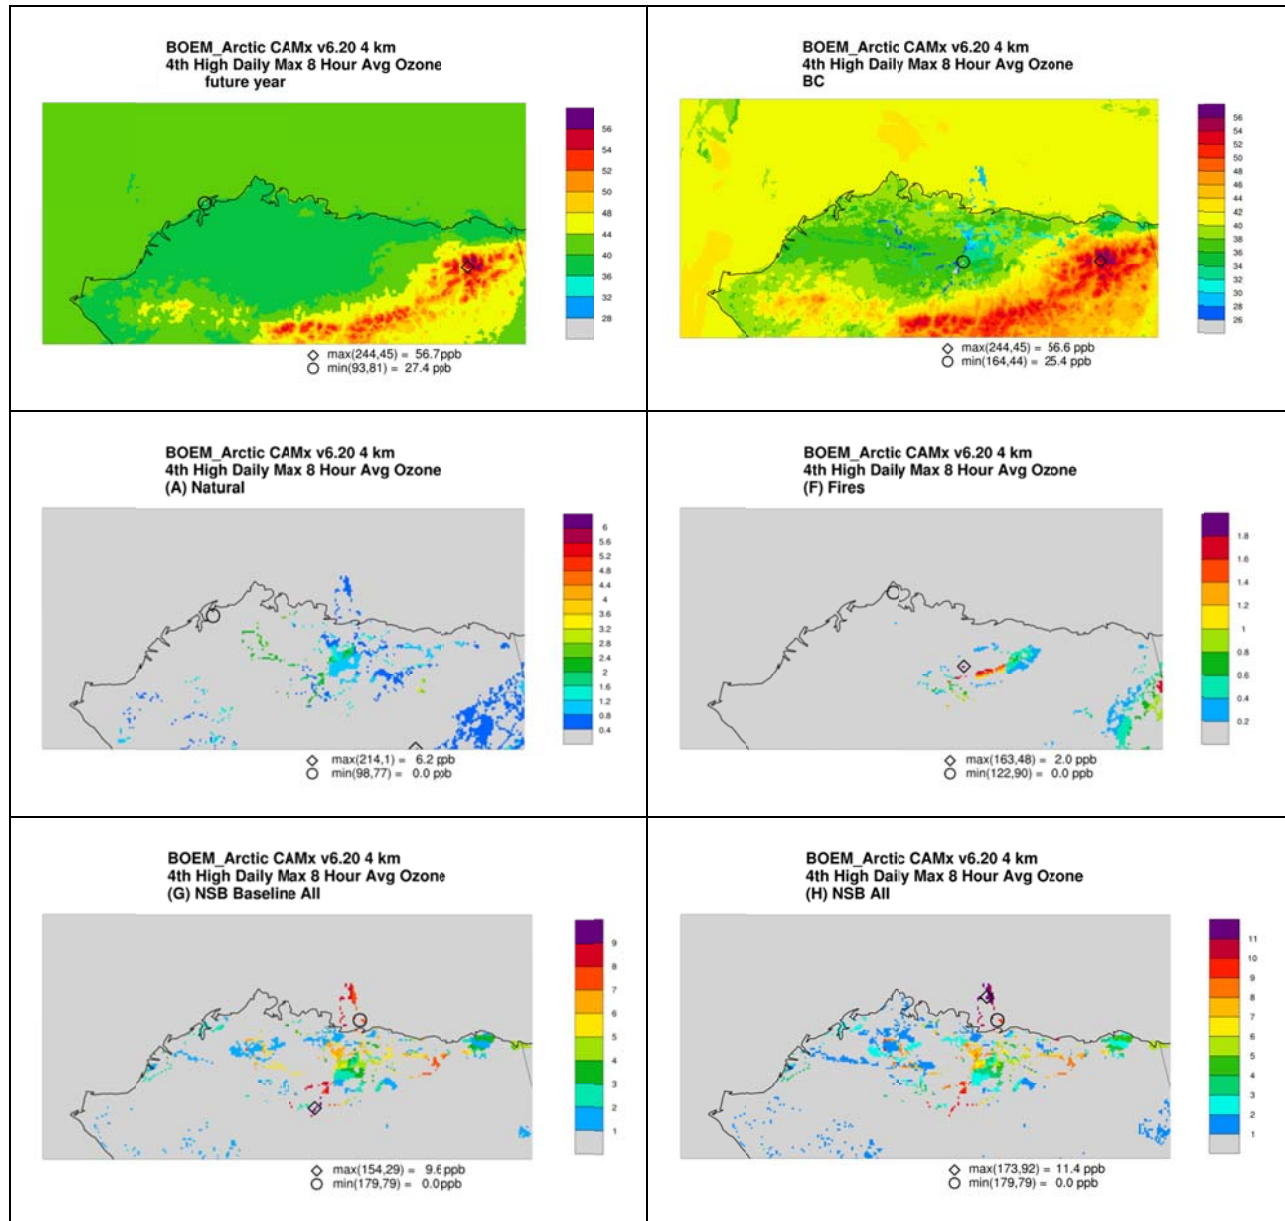 BOEM_Arctic CAMx v6.20 4 km
4th High Daily Max 8 Hour Avg Ozone
future year
56
54
52
50
48
44
40
36
32
28
max(244,45) = 56.7 ppb
min(93,81) = 27.4 ppb
BOEM_Arctic CAMx v6.20 4 km
4th High Daily Max 8 Hour Avg Ozone
BC
56
54
52
50
48
46
44
42
40
38
36
34
32
30
28
26
max(244,45) = 56.6 ppb
min(164,44) = 25.4 ppb
BOEM_Arctic CAMx v6.20 4 km
4th High Daily Max 8 Hour Avg Ozone
(A) Natural
6
5.6
5.2
4.8
4.4
4
3.6
3.2
2.8
2.4
2
1.6
1.2
0.8
0.4
max(214,1) = 6.2 ppb
min(98,77) = 0.0 ppb
BOEM_Arctic CAMx v6.20 4 km
4th High Daily Max 8 Hour Avg Ozone
(F) Fires
1.8
1.6
1.4
1.2
1
0.8
0.6
0.4
0.2
max(163,48) = 2.0 ppb
min(122,90) = 0.0 ppb
BOEM_Arctic CAMx v6.20 4 km
4th High Daily Max 8 Hour Avg Ozone
(G) NSB Baseline All
9
8
7
6
5
4
3
2
1
max(154,29) = 9.6 ppb
min(179,79) = 0.0 ppb
BOEM_Arctic CAMx v6.20 4 km
4th High Daily Max 8 Hour Avg Ozone
(H) NSB All
11
10
9
8
7
6
5
4
3
2
1
max(173,92) = 11.4 ppb
min(179,79) = 0.0 ppb